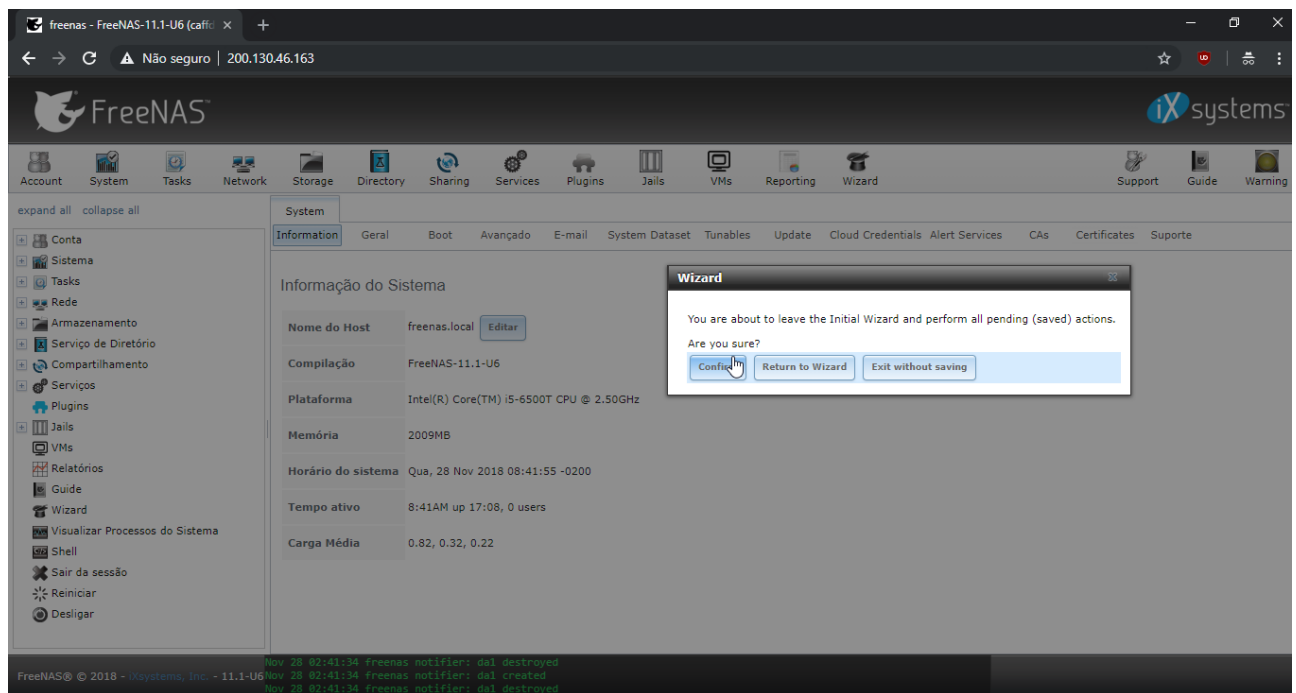 freenas - FreeNAS-11.1-U6 (caffd
Não seguro | 200.130.46.163
FreeNAS™
iX systems™
Account System Tasks Network Storage Directory Sharing Services Plugins Jails VMs Reporting Wizard Support Guide Warning
expand all collapse all
Conta
Sistema
Tasks
Rede
Armazenamento
Serviço de Diretório
Compartilhamento
Serviços
Plugins
Jails
VMs
Relatórios
Guide
Wizard
Visualizar Processos do Sistema
Shell
Sair da sessão
Reiniciar
Desligar
System
Information Geral Boot Avançado E-mail System Dataset Tunables Update Cloud Credentials Alert Services CAs Certificates Suporte
Informação do Sistema
Nome do Host freenas.local Editar
Compilação FreeNAS-11.1-U6
Plataforma Intel(R) Core(TM) i5-6500T CPU @ 2.50GHz
Memória 2009MB
Horário do sistema Qua, 28 Nov 2018 08:41:55 -0200
Tempo ativo 8:41AM up 17:08, 0 users
Carga Média 0.82, 0.32, 0.22
Wizard
You are about to leave the Initial Wizard and perform all pending (saved) actions.
Are you sure?
Return to Wizard Exit without saving
FreeNAS® © 2018 - iXsystems, Inc. - 11.1-U6
Nov 28 02:41:34 freenas notifier: da1 destroyed
Nov 28 02:41:34 freenas notifier: da1 created
Nov 28 02:41:34 freenas notifier: da1 destroyed